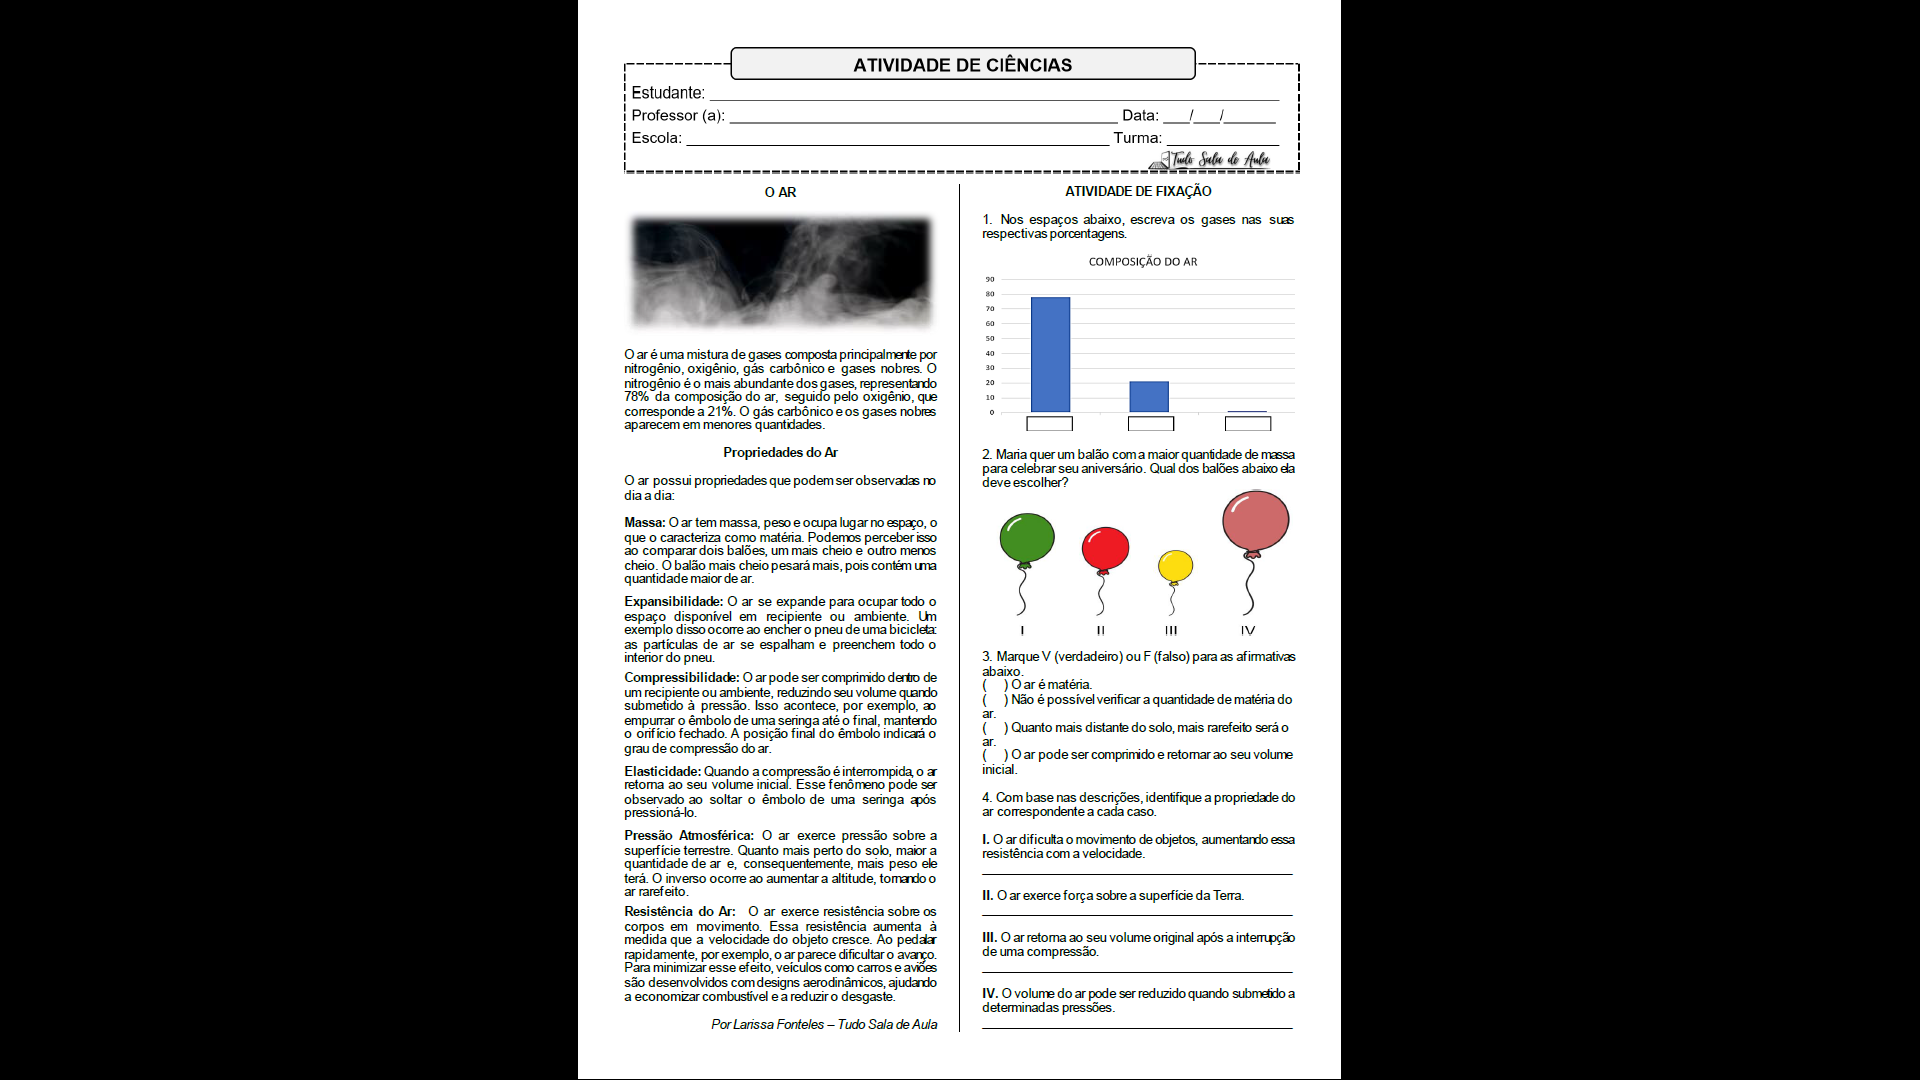 ATIVIDADE DE CIÊNCIAS
Estudante:
Professor (a): Data: ___/___/______
Escola: Turma:
Tudo Sala de Aula
O AR
O ar é uma mistura de gases composta principalmente por
nitrogênio, oxigênio, gás carbônico e gases nobres. O
nitrogênio é o mais abundante dos gases, representando
78% da composição do ar, seguido pelo oxigênio, que
corresponde a 21%. O gás carbônico e os gases nobres
aparecem em menores quantidades.
Propriedades do Ar
O ar possui propriedades que podem ser observadas no
dia a dia:
Massa: O ar tem massa, peso e ocupa lugar no espaço, o
que o caracteriza como matéria. Podemos perceber isso
ao comparar dois balões, um mais cheio e outro menos
cheio. O balão mais cheio pesará mais, pois contém uma
quantidade maior de ar.
Expansibilidade: O ar se expande para ocupar todo o
espaço disponível em recipiente ou ambiente. Um
exemplo disso ocorre ao encher o pneu de uma bicicleta:
as partículas de ar se espalham e preenchem todo o
interior do pneu.
Compressibilidade: O ar pode ser comprimido dentro de
um recipiente ou ambiente, reduzindo seu volume quando
submetido à pressão. Isso acontece, por exemplo, ao
empurrar o êmbolo de uma seringa até o final, mantendo
o orifício fechado. A posição final do êmbolo indicará o
grau de compressão do ar.
Elasticidade: Quando a compressão é interrompida, o ar
retorna ao seu volume inicial. Esse fenômeno pode ser
observado ao soltar o êmbolo de uma seringa após
pressioná-lo.
Pressão Atmosférica: O ar exerce pressão sobre a
superfície terrestre. Quanto mais perto do solo, maior a
quantidade de ar e, consequentemente, mais peso ele
terá. O inverso ocorre ao aumentar a altitude, tornando o
ar rarefeito.
Resistência do Ar: O ar exerce resistência sobre os
corpos em movimento. Essa resistência aumenta à
medida que a velocidade do objeto cresce. Ao pedalar
rapidamente, por exemplo, o ar parece dificultar o avanço.
Para minimizar esse efeito, veículos como carros e aviões
são desenvolvidos com designs aerodinâmicos, ajudando
a economizar combustível e a reduzir o desgaste.
Por Larissa Fonteles – Tudo Sala de Aula
ATIVIDADE DE FIXAÇÃO
1. Nos espaços abaixo, escreva os gases nas suas
respectivas porcentagens.
COMPOSIÇÃO DO AR
90
80
70
60
50
40
30
20
10
0
2. Maria quer um balão com a maior quantidade de massa
para celebrar seu aniversário. Qual dos balões abaixo ela
deve escolher?
I II III IV
3. Marque V (verdadeiro) ou F (falso) para as afirmativas
abaixo.
( ) O ar é matéria.
( ) Não é possível verificar a quantidade de matéria do
ar.
( ) Quanto mais distante do solo, mais rarefeito será o
ar.
( ) O ar pode ser comprimido e retornar ao seu volume
inicial.
4. Com base nas descrições, identifique a propriedade do
ar correspondente a cada caso.
I. O ar dificulta o movimento de objetos, aumentando essa
resistência com a velocidade.
II. O ar exerce força sobre a superfície da Terra.
III. O ar retorna ao seu volume original após a interrupção
de uma compressão.
IV. O volume do ar pode ser reduzido quando submetido a
determinadas pressões.